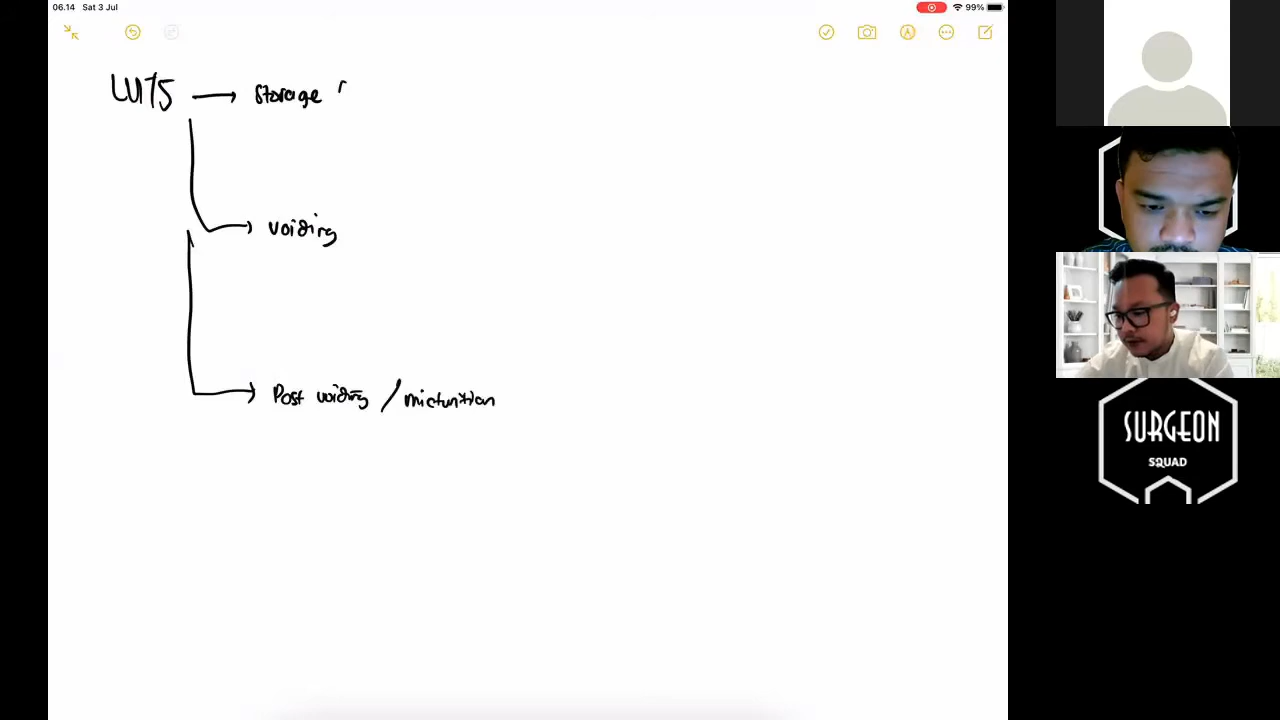 06.14 Sat 3 Jul
99%
LUTS → Storage
→ voiding
→ Post voiding / micturition
SURGEON
SQUAD